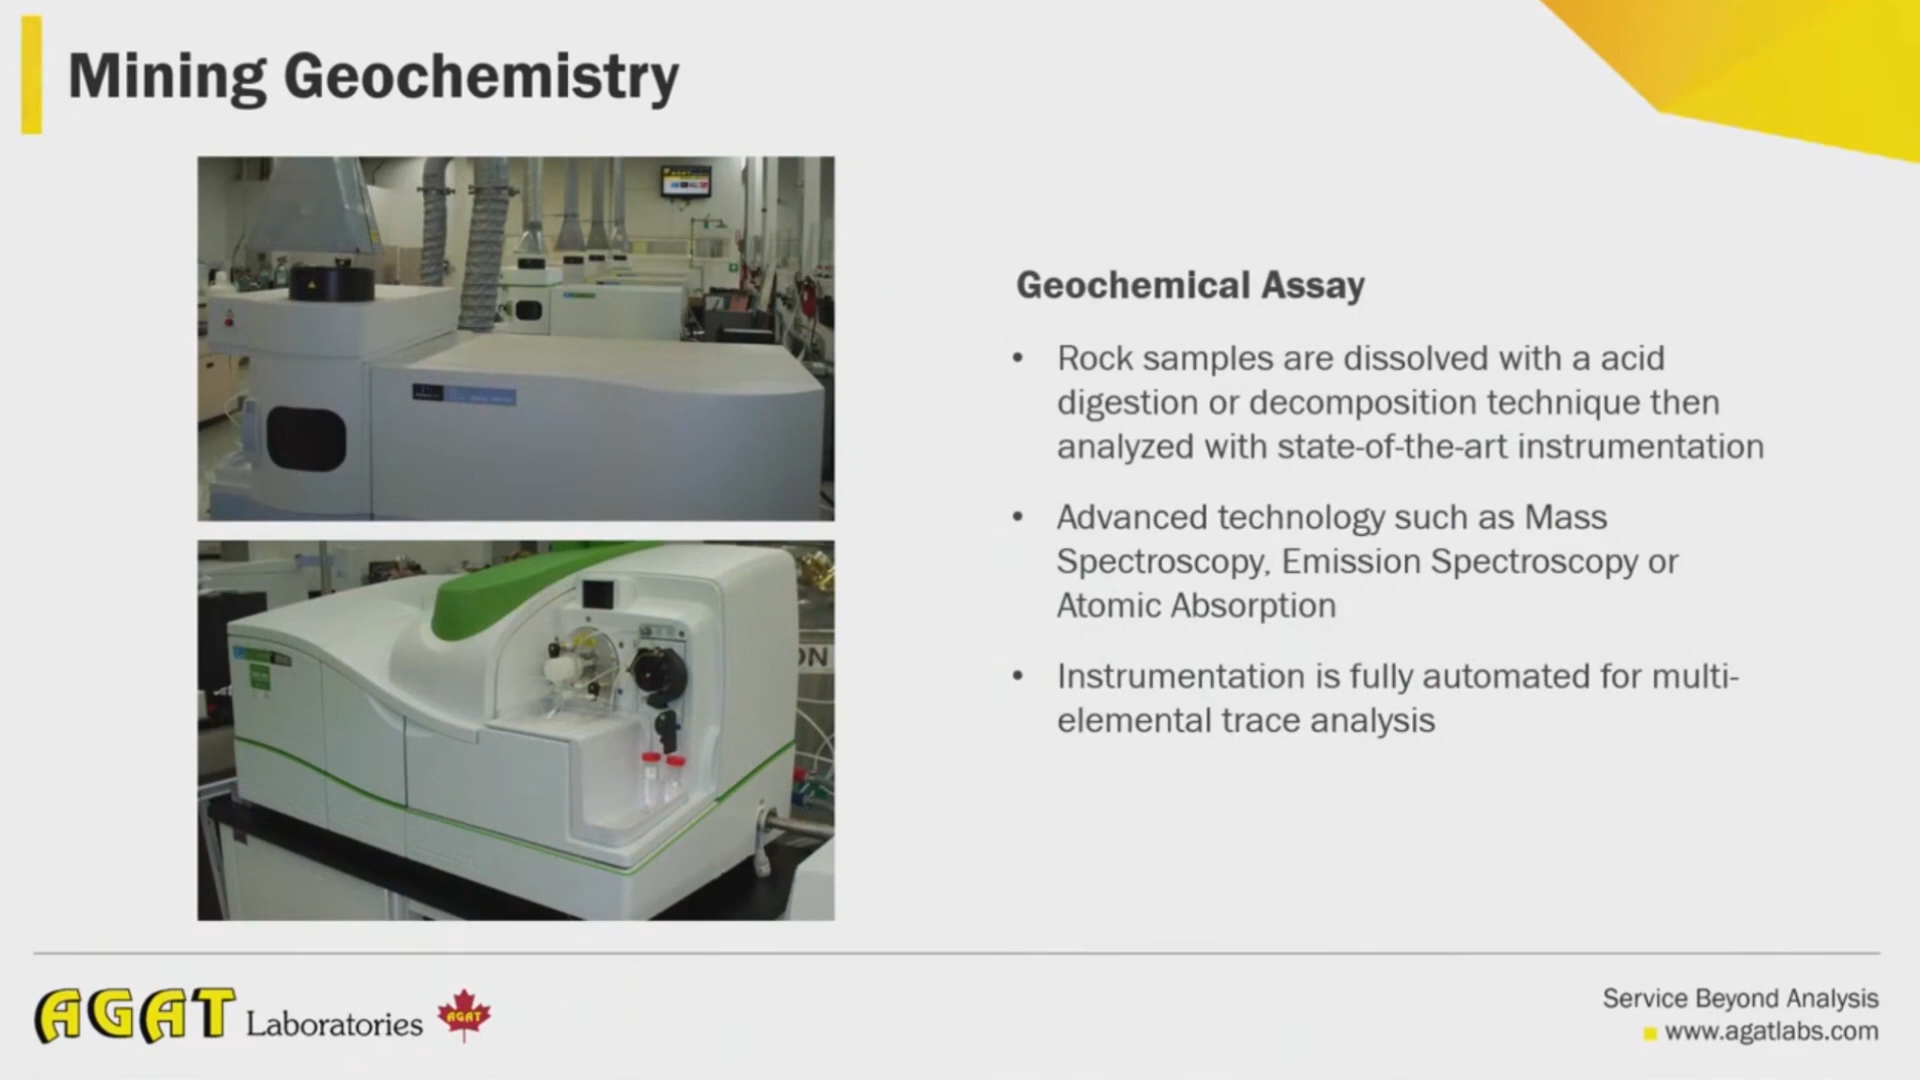 Mining Geochemistry
Geochemical Assay
• Rock samples are dissolved with a acid
digestion or decomposition technique then
analyzed with state-of-the-art instrumentation
• Advanced technology such as Mass
Spectroscopy, Emission Spectroscopy or
Atomic Absorption
• Instrumentation is fully automated for multi-
elemental trace analysis
AGAT Laboratories
AGAT
Service Beyond Analysis
www.agatlabs.com